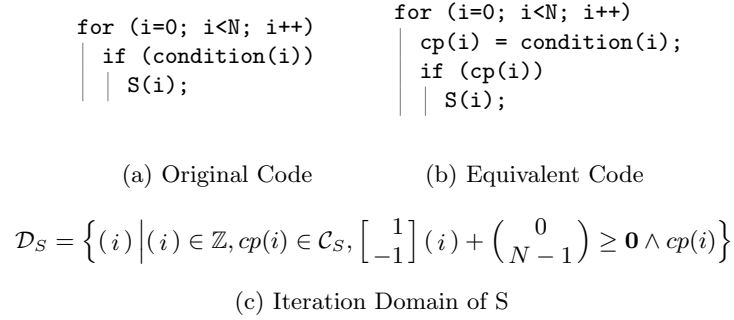 for (i=0; i<N; i++)
if (condition(i))
S(i);
(a) Original Code
for (i=0; i<N; i++)
cp(i) = condition(i);
if (cp(i))
S(i);
(b) Equivalent Code
𝒟_S = { ( i ) | ( i ) ∈ ℤ, cp(i) ∈ 𝒞_S, [ 1 ; −1 ] ( i ) + ( 0 ; N − 1 ) ≥ 𝟎 ∧ cp(i) }
(c) Iteration Domain of S